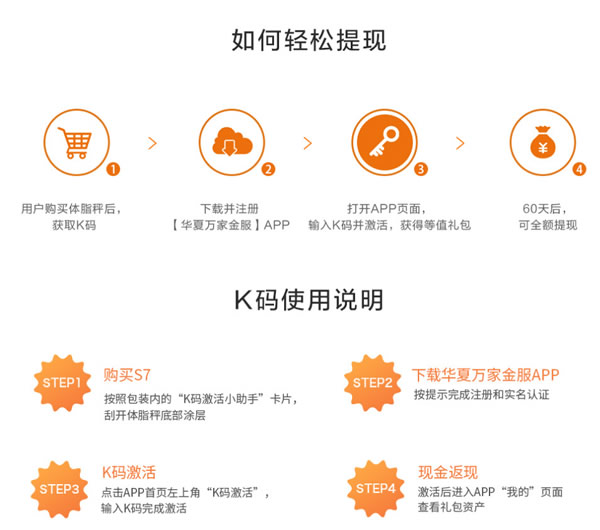 如何轻松提现
1
2
3
4
用户购买体脂秤后，
获取K码
下载并注册
【华夏万家金服】APP
打开APP页面，
输入K码并激活，获得等值礼包
60天后，
可全额提现
K码使用说明
STEP1
购买S7
按照包装内的“K码激活小助手”卡片，
刮开体脂秤底部涂层
STEP2
下载华夏万家金服APP
按提示完成注册和实名认证
STEP3
K码激活
点击APP首页左上角“K码激活”，
输入K码完成激活
STEP4
现金返现
激活后进入APP“我的”页面
查看礼包资产